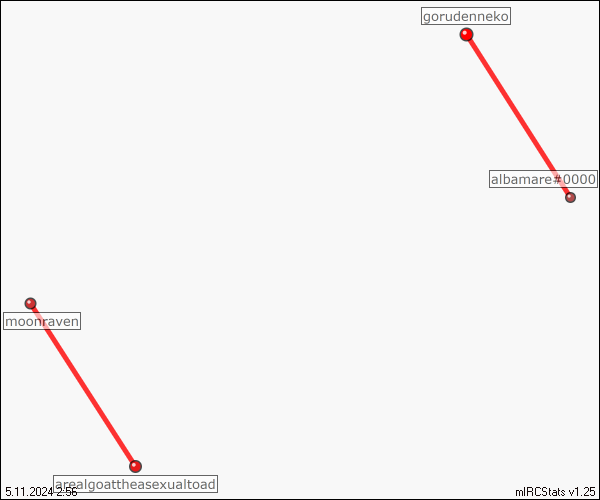 gorudenneko
albamare#0000
moonraven
arealgoattheasexualtoad
5.11.2024 2:56
mIRCStats v1.25